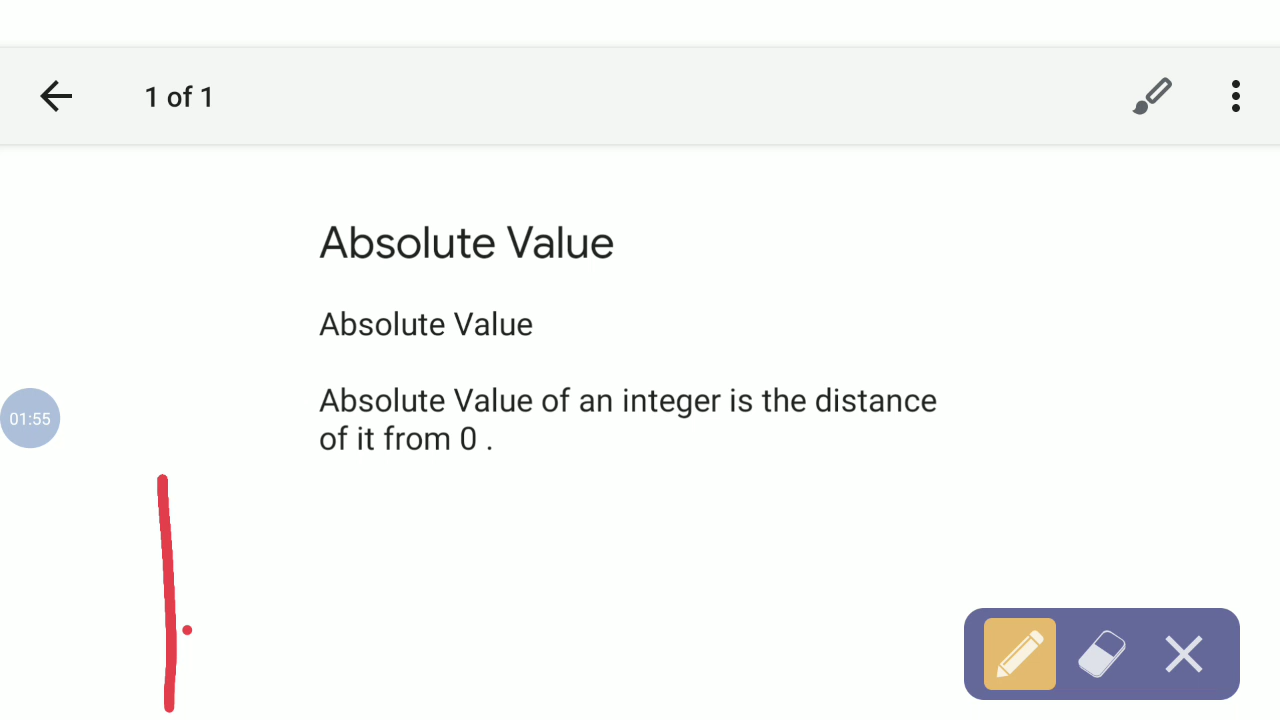 1 of 1
Absolute Value
Absolute Value
Absolute Value of an integer is the distance
of it from 0 .
01:55